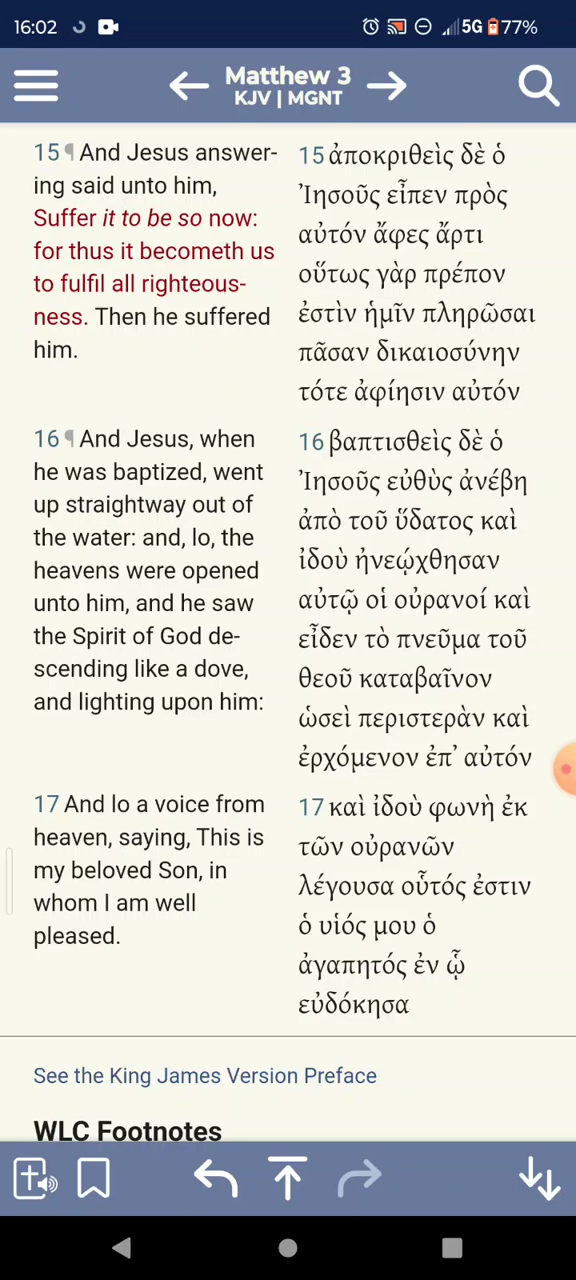 16:02 5G 77%
Matthew 3
KJV | MGNT
15 ¶ And Jesus answer-
ing said unto him,
Suffer it to be so now:
for thus it becometh us
to fulfil all righteous-
ness. Then he suffered
him.
15 ἀποκριθεὶς δὲ ὁ
Ἰησοῦς εἶπεν πρὸς
αὐτόν ἄφες ἄρτι
οὕτως γὰρ πρέπον
ἐστὶν ἡμῖν πληρῶσαι
πᾶσαν δικαιοσύνην
τότε ἀφίησιν αὐτόν
16 ¶ And Jesus, when
he was baptized, went
up straightway out of
the water: and, lo, the
heavens were opened
unto him, and he saw
the Spirit of God de-
scending like a dove,
and lighting upon him:
16 βαπτισθεὶς δὲ ὁ
Ἰησοῦς εὐθὺς ἀνέβη
ἀπὸ τοῦ ὕδατος καὶ
ἰδοὺ ἠνεῴχθησαν
αὐτῷ οἱ οὐρανοί καὶ
εἶδεν τὸ πνεῦμα τοῦ
θεοῦ καταβαῖνον
ὡσεὶ περιστερὰν καὶ
ἐρχόμενον ἐπ’ αὐτόν
17 And lo a voice from
heaven, saying, This is
my beloved Son, in
whom I am well
pleased.
17 καὶ ἰδοὺ φωνὴ ἐκ
τῶν οὐρανῶν
λέγουσα οὗτός ἐστιν
ὁ υἱός μου ὁ
ἀγαπητός ἐν ᾧ
εὐδόκησα
See the King James Version Preface
WLC Footnotes